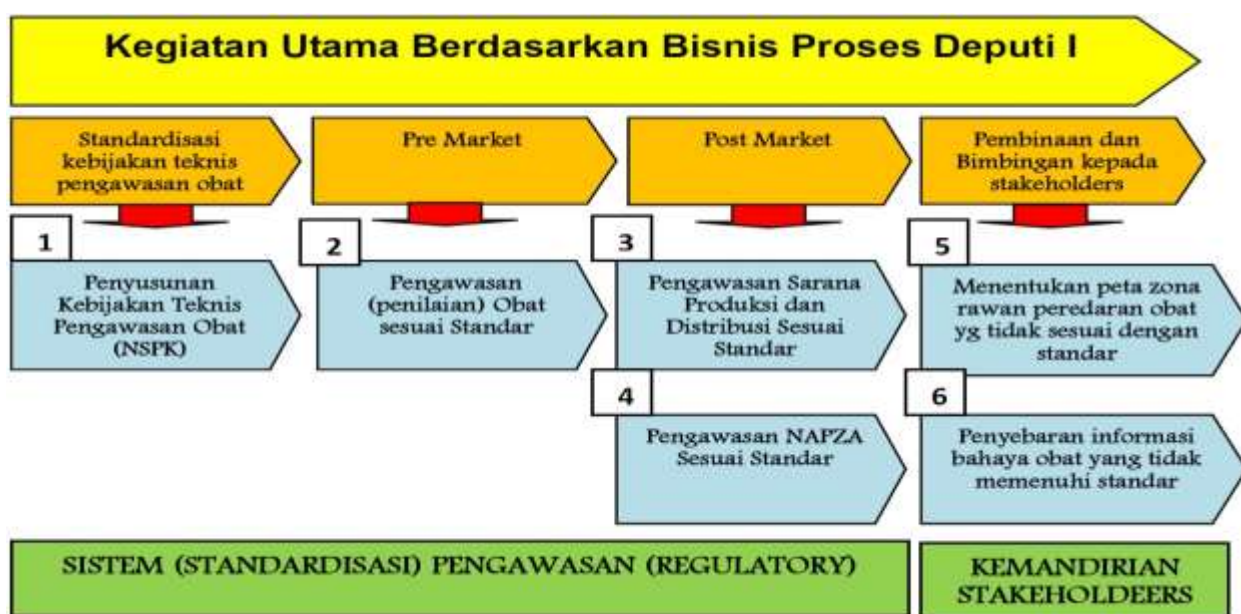 Kegiatan Utama Berdasarkan Bisnis Proses Deputi I
Standardisasi
kebijakan teknis
pengawasan obat
Pre Market
Post Market
Pembinaan dan
Bimbingan kepada
stakeholders
1
Penyusunan
Kebijakan Teknis
Pengawasan Obat
(NSPK)
2
Pengawasan
(penilaian) Obat
sesuai Standar
3
Pengawasan Sarana
Produksi dan
Distribusi Sesuai
Standar
4
Pengawasan NAPZA
Sesuai Standar
5
Menentukan peta zona
rawan peredaran obat
yg tidak sesuai dengan
standar
6
Penyebaran informasi
bahaya obat yang tidak
memenuhi standar
SISTEM (STANDARDISASI) PENGAWASAN (REGULATORY)
KEMANDIRIAN
STAKEHOLDEERS